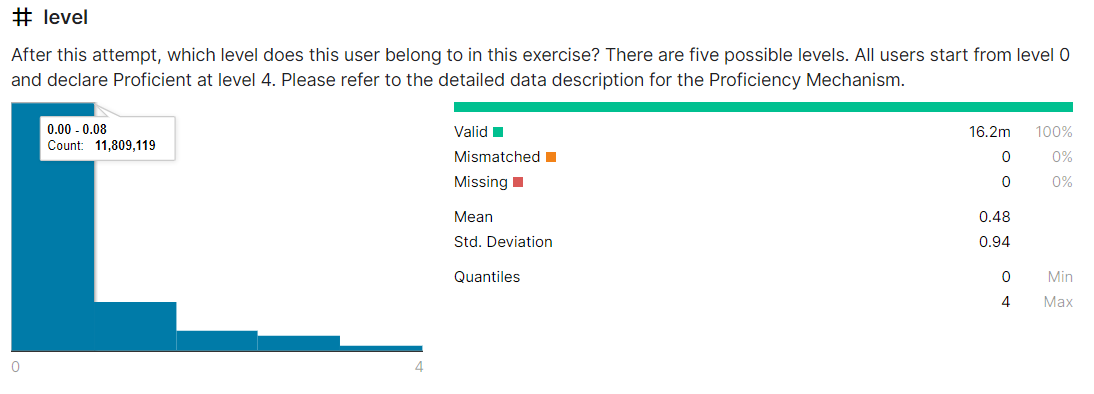 # level
After this attempt, which level does this user belong to in this exercise? There are five possible levels. All users start from level 0
and declare Proficient at level 4. Please refer to the detailed data description for the Proficiency Mechanism.
0.00 - 0.08
Count: 11,809,119
0 4
Valid 16.2m 100%
Mismatched 0 0%
Missing 0 0%
Mean 0.48
Std. Deviation 0.94
Quantiles 0 Min
4 Max